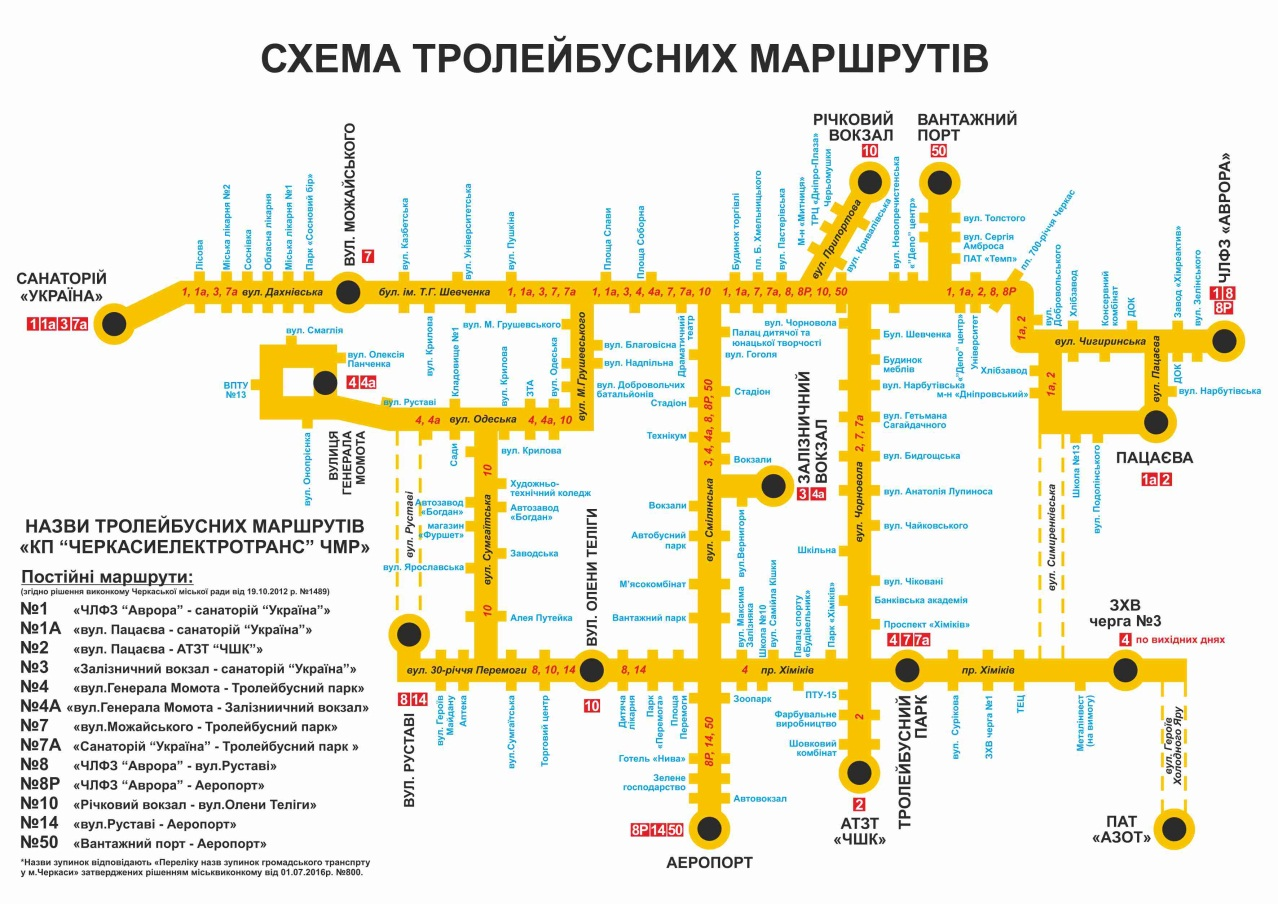 СХЕМА ТРОЛЕЙБУСНИХ МАРШРУТІВ
САНАТОРІЙ
«УКРАЇНА»
1 1а 3 7а
Лісова
Міська лікарня №2
Соснівка
Обласна лікарня
Міська лікарня №1
Парк «Сосновий бір»
1, 1а, 3, 7а
вул. Дахнівська
ВУЛ. МОЖАЙСЬКОГО
7
вул. Казбетська
вул. Університетська
вул. Пушкіна
бул. ім. Т.Г. Шевченка
1, 1а, 3, 7, 7а
вул. Крилова
Кладовище №1
Площа Слави
Площа Соборна
1, 1а, 3, 4, 4а, 7, 7а, 10
Драматичний
театр
Будинок торгівлі
пл. Б. Хмельницького
вул. Пастерівська
1, 1а, 7, 7а, 8, 8Р, 10, 50
РІЧКОВИЙ
ВОКЗАЛ
10
м-н «Митниця»
ТРЦ «Дніпро-Плаза»
Черьомушки
вул. Припортова
вул. Кривалівська
вул. Новопречистенська
«"Депо" центр»
ВАНТАЖНИЙ
ПОРТ
50
вул. Толстого
вул. Сергія
Амброса
ПАТ «Темп»
1, 1а, 2, 8, 8Р
«"Депо" центр»
Університет
пл. 700-річчя Черкас
1а, 2
Хлібзавод
м-н «Дніпровський»
вул.
Добровольського
Хлібзавод
Консервний
комбінат
ДОК
Завод «Хімреактив»
вул. Зелінського
вул. Чигиринська
ЧЛФЗ «АВРОРА»
1 8
8Р
1а, 2
вул. Пацаєва
ДОК
вул. Нарбутівська
ПАЦАЄВА
1а 2
Школа №13
вул. Подолінського
вул. Симиренківська
вул. Смаглія
вул. Олексія
Панченка
4 4а
ВПТУ
№13
вул. Онопрієнка
ВУЛИЦЯ
ГЕНЕРАЛА
МОМОТА
вул. Руставі
4, 4а
вул. Одеська
4, 4а, 10
вул. Крилова
ЗТА
вул. Одеська
Сади
вул. Крилова
вул. М. Грушевського
вул. М.Грушевського
вул. Благовісна
вул. Надпільна
вул. Добровольчих
батальйонів
10
вул. Сумгаїтська
10
Художньо-
технічний коледж
Автозавод
«Богдан»
Автозавод
«Богдан»
магазин
«Фуршет»
Заводська
вул. Ярославська
Алея Путейка
вул. Руставі
Палац дитячої та
юнацької творчості
вул. Гоголя
Стадіон
Стадіон
Технікум
Вокзали
3, 4, 4а, 8, 8Р, 50
вул. Смілянська
Вокзали
Автобусний
парк
М'ясокомбінат
Вантажний парк
ЗАЛІЗНИЧНИЙ
ВОКЗАЛ
3 4а
вул.Вернигори
вул. Чорновола
Бул. Шевченка
Будинок
меблів
вул. Нарбутівська
вул. Гетьмана
Сагайдачного
вул. Бидгощська
вул. Анатолія Лупиноса
вул. Чайковського
Шкільна
вул. Чіковані
Банківська академія
Проспект «Хіміків»
2, 7, 7а
вул. Чорновола
вул. Максима
Залізняка
Школа №10
вул. Самійла Кішки
Палац спорту
«Будівельник»
Парк «Хіміків»
4
пр. Хіміків
4 7 7а
ТРОЛЕЙБУСНИЙ
ПАРК
пр. Хіміків
ЗХВ
черга №3
4 по вихідних днях
вул. Сурікова
ЗХВ черга №1
ТЕЦ
Металінвест
(на вимогу)
вул. Героїв
Холодного Яру
ПАТ
«АЗОТ»
вул. 30-річчя Перемоги
8, 10, 14
ВУЛ. ОЛЕНИ ТЕЛІГИ
10
8, 14
8 14
ВУЛ. РУСТАВІ
вул. Героїв
Майдану
Аптека
вул.Сумгаїтська
Торговий центр
Дитяча
лікарня
Парк
«Перемога»
Площа
Перемоги
Зоопарк
8Р, 14, 50
Готель «Нива»
Зелене
господарство
Автовокзал
8Р 14 50
АЕРОПОРТ
ПТУ-15
Фарбувальне
виробництво
Шовковий
комбінат
2
2
АТЗТ
«ЧШК»
НАЗВИ ТРОЛЕЙБУСНИХ МАРШРУТІВ
«КП “ЧЕРКАСИЕЛЕКТРОТРАНС” ЧМР»
Постійні маршрути:
(згідно рішення виконкому Черкаської міської ради від 19.10.2012 р. №1489)
№1 «ЧЛФЗ “Аврора” - санаторій “Україна”»
№1А «вул. Пацаєва - санаторій “Україна”»
№2 «вул. Пацаєва - АТЗТ “ЧШК”»
№3 «Залізничний вокзал - санаторій “Україна”»
№4 «вул.Генерала Момота - Тролейбусний парк»
№4А «вул.Генерала Момота - Залізниичний вокзал»
№7 «вул.Можайського - Тролейбусний парк»
№7А «Санаторій “Україна” - Тролейбусний парк »
№8 «ЧЛФЗ “Аврора” - вул.Руставі»
№8Р «ЧЛФЗ “Аврора” - Аеропорт»
№10 «Річковий вокзал - вул.Олени Теліги»
№14 «вул.Руставі - Аеропорт»
№50 «Вантажний порт - Аеропорт»
*Назви зупинок відповідають «Переліку назв зупинок громадського транспрту
у м.Черкаси» затверджених рішенням міськвиконкому від 01.07.2016р. №800.